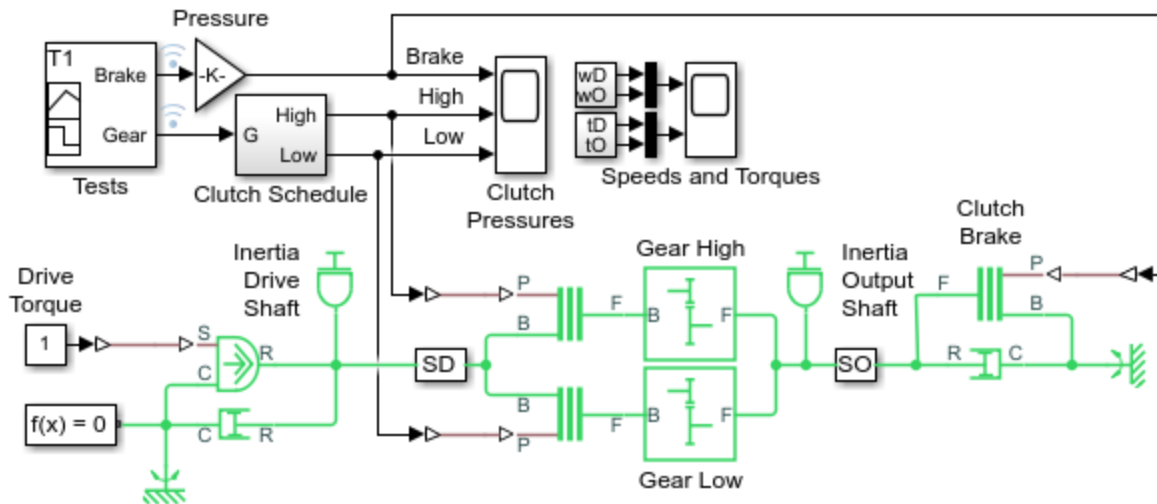 Pressure
T1
Brake
-K-
Brake
Gear
G
High
Low
High
Low
Tests
Clutch Schedule
Clutch
Pressures
wD
wO
tD
tO
Speeds and Torques
Clutch
Brake
Inertia
Drive
Shaft
Gear High
Inertia
Output
Shaft
Drive
Torque
1
S
C
R
P
B
F
B
F
P
F
B
SD
SO
R
C
B
F
B
F
P
f(x) = 0
C
R
Gear Low